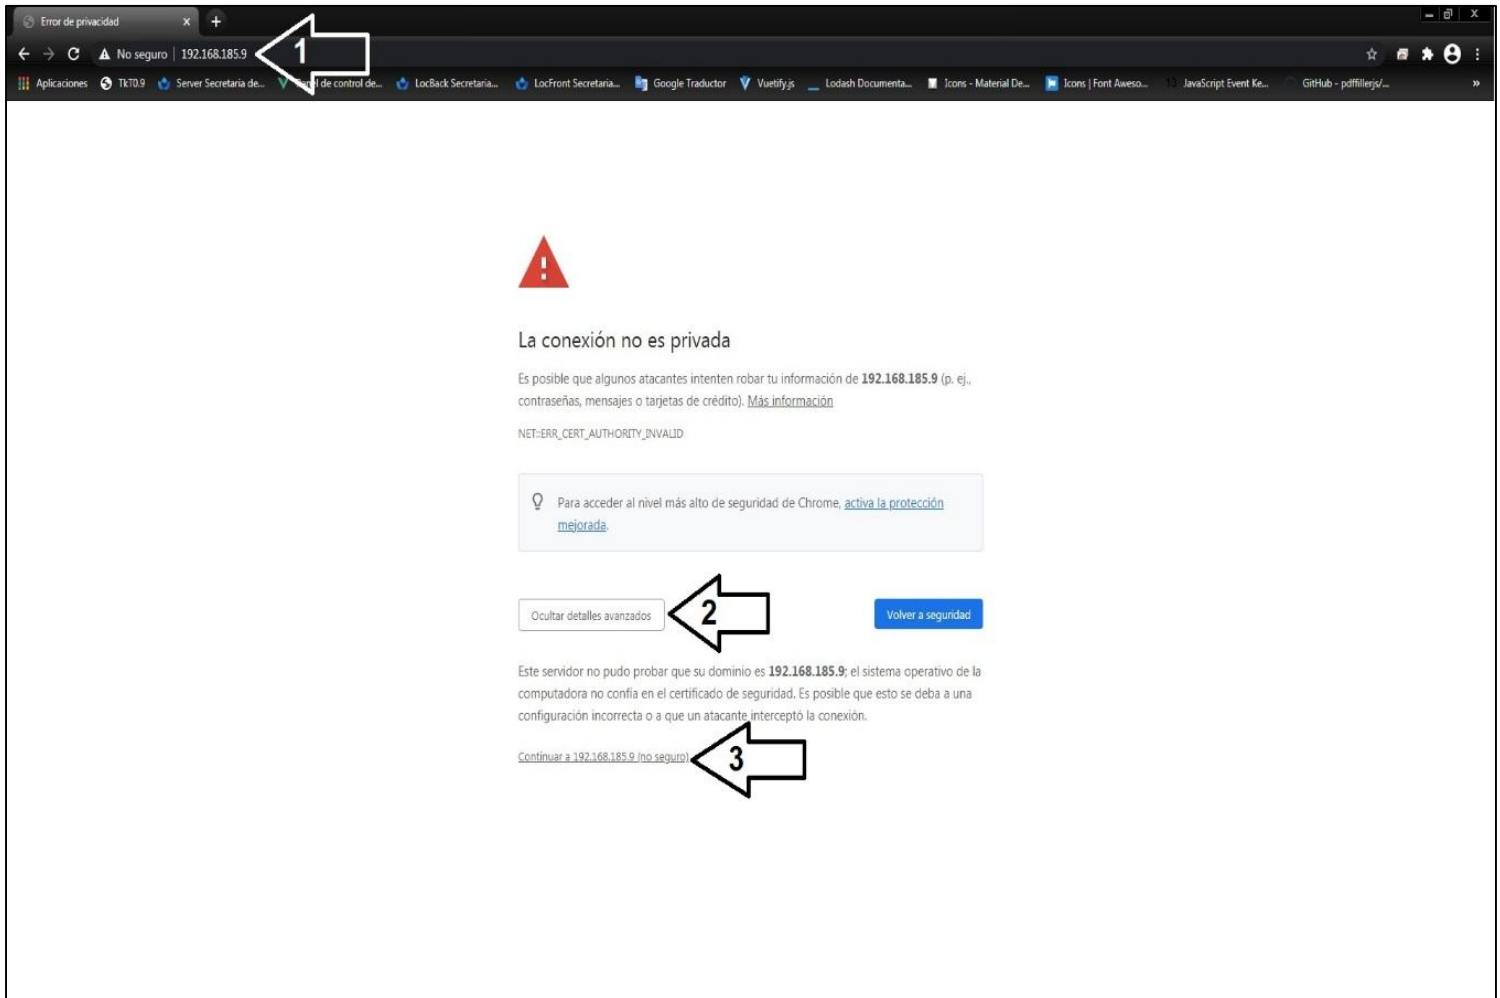 Error de privacidad x +
No seguro | 192.168.185.9
1
Aplicaciones TkT0.9 Server Secretaria de... de control de... LocBack Secretaria... LocFront Secretaria... Google Traductor Vuetify.js Lodash Documenta... Icons - Material De... Icons | Font Aweso... JavaScript Event Ke... GitHub - pdffillerjs/... »
La conexión no es privada
Es posible que algunos atacantes intenten robar tu información de 192.168.185.9 (p. ej.,
contraseñas, mensajes o tarjetas de crédito). Más información
NET::ERR_CERT_AUTHORITY_INVALID
Para acceder al nivel más alto de seguridad de Chrome, activa la protección
mejorada.
Ocultar detalles avanzados
2
Volver a seguridad
Este servidor no pudo probar que su dominio es 192.168.185.9; el sistema operativo de la
computadora no confía en el certificado de seguridad. Es posible que esto se deba a una
configuración incorrecta o a que un atacante interceptó la conexión.
Continuar a 192.168.185.9 (no seguro)
3